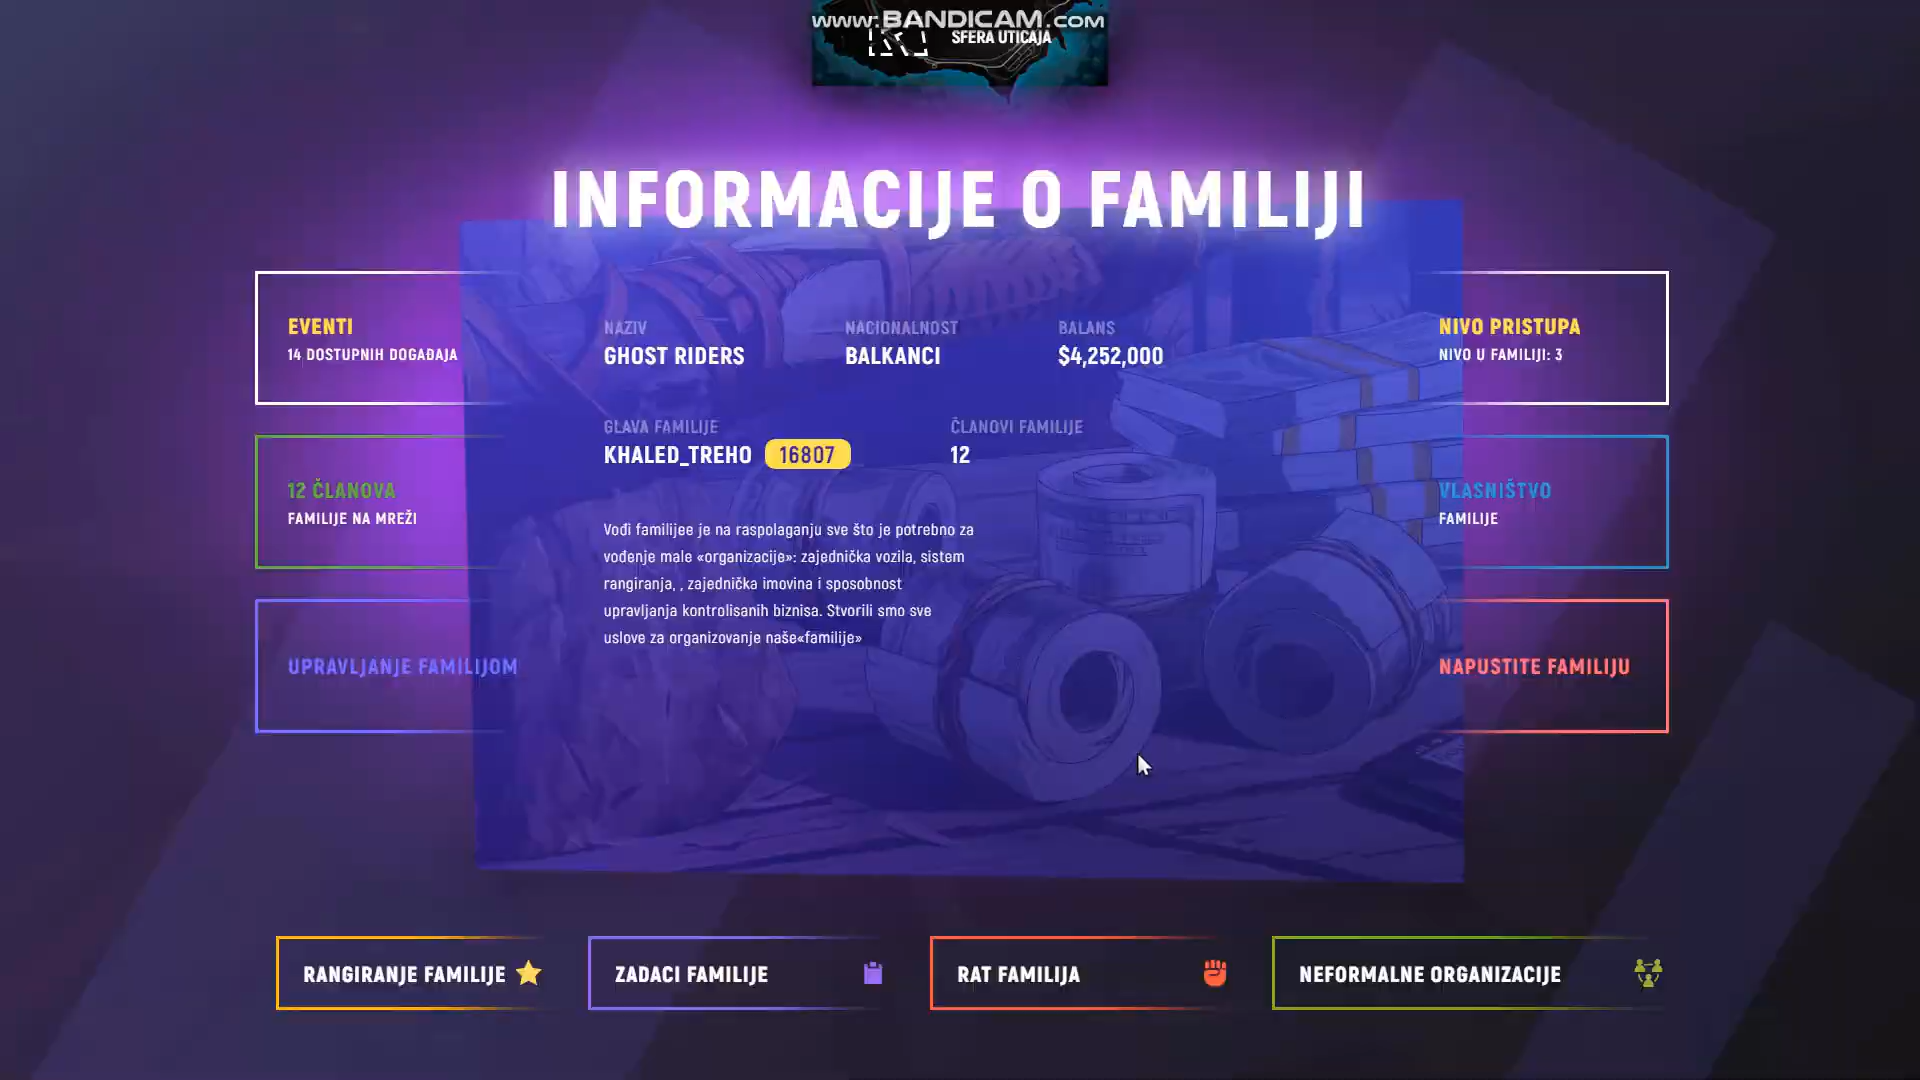 www.BANDICAM.com
SFERA UTICAJA
INFORMACIJE O FAMILIJI
EVENTI
14 DOSTUPNIH DOGAĐAJA
12 ČLANOVA
FAMILIJE NA MREŽI
UPRAVLJANJE FAMILIJOM
NAZIV
GHOST RIDERS
NACIONALNOST
BALKANCI
BALANS
$4,252,000
GLAVA FAMILIJE
KHALED_TREHO 16807
ČLANOVI FAMILIJE
12
Vođi familijee je na raspolaganju sve što je potrebno za
vođenje male «organizacije»: zajednička vozila, sistem
rangiranja, , zajednička imovina i sposobnost
upravljanja kontrolisanih biznisa. Stvorili smo sve
uslove za organizovanje naše«familije»
NIVO PRISTUPA
NIVO U FAMILIJI: 3
VLASNIŠTVO
FAMILIJE
NAPUSTITE FAMILIJU
RANGIRANJE FAMILIJE
ZADACI FAMILIJE
RAT FAMILIJA
NEFORMALNE ORGANIZACIJE